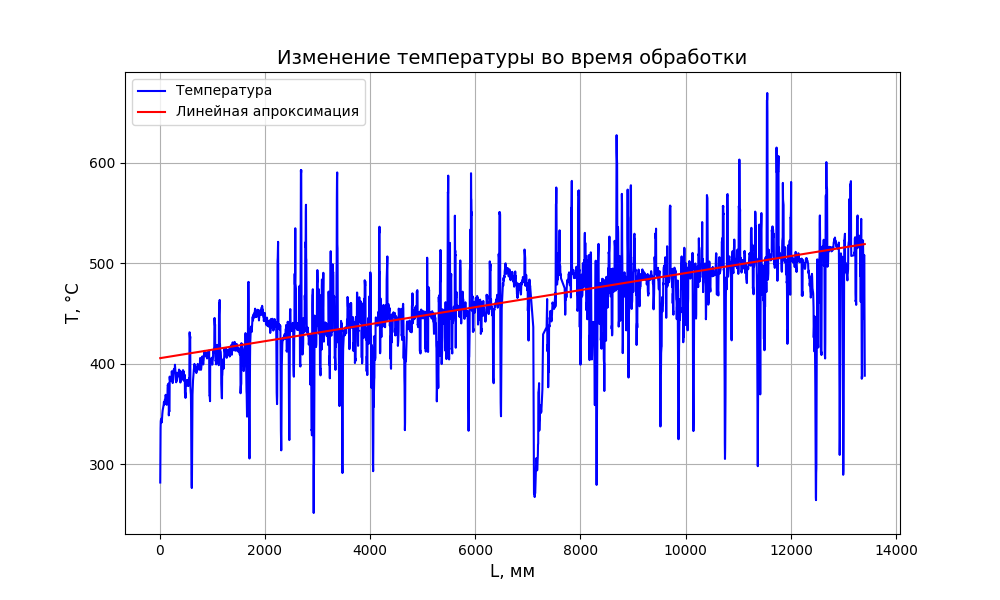 Изменение температуры во время обработки
Температура
Линейная апроксимация
T, °C
600
500
400
300
0 2000 4000 6000 8000 10000 12000 14000
L, мм